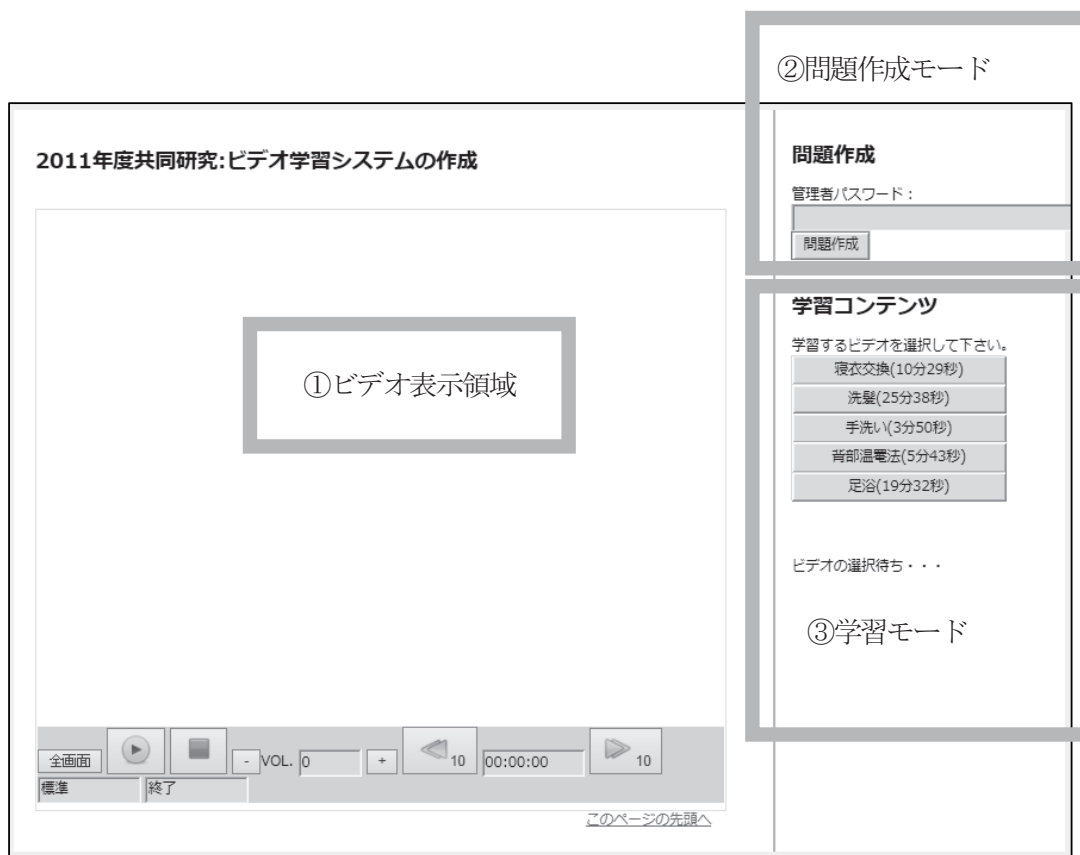 ②問題作成モード
2011年度共同研究:ビデオ学習システムの作成
①ビデオ表示領域
全画面
- VOL. 0 + 10 00:00:00 10
標準 終了
このページの先頭へ
問題作成
管理者パスワード：
問題作成
学習コンテンツ
学習するビデオを選択して下さい。
寝衣交換(10分29秒)
洗髪(25分38秒)
手洗い(3分50秒)
背部温罨法(5分43秒)
足浴(19分32秒)
ビデオの選択待ち・・・
③学習モード